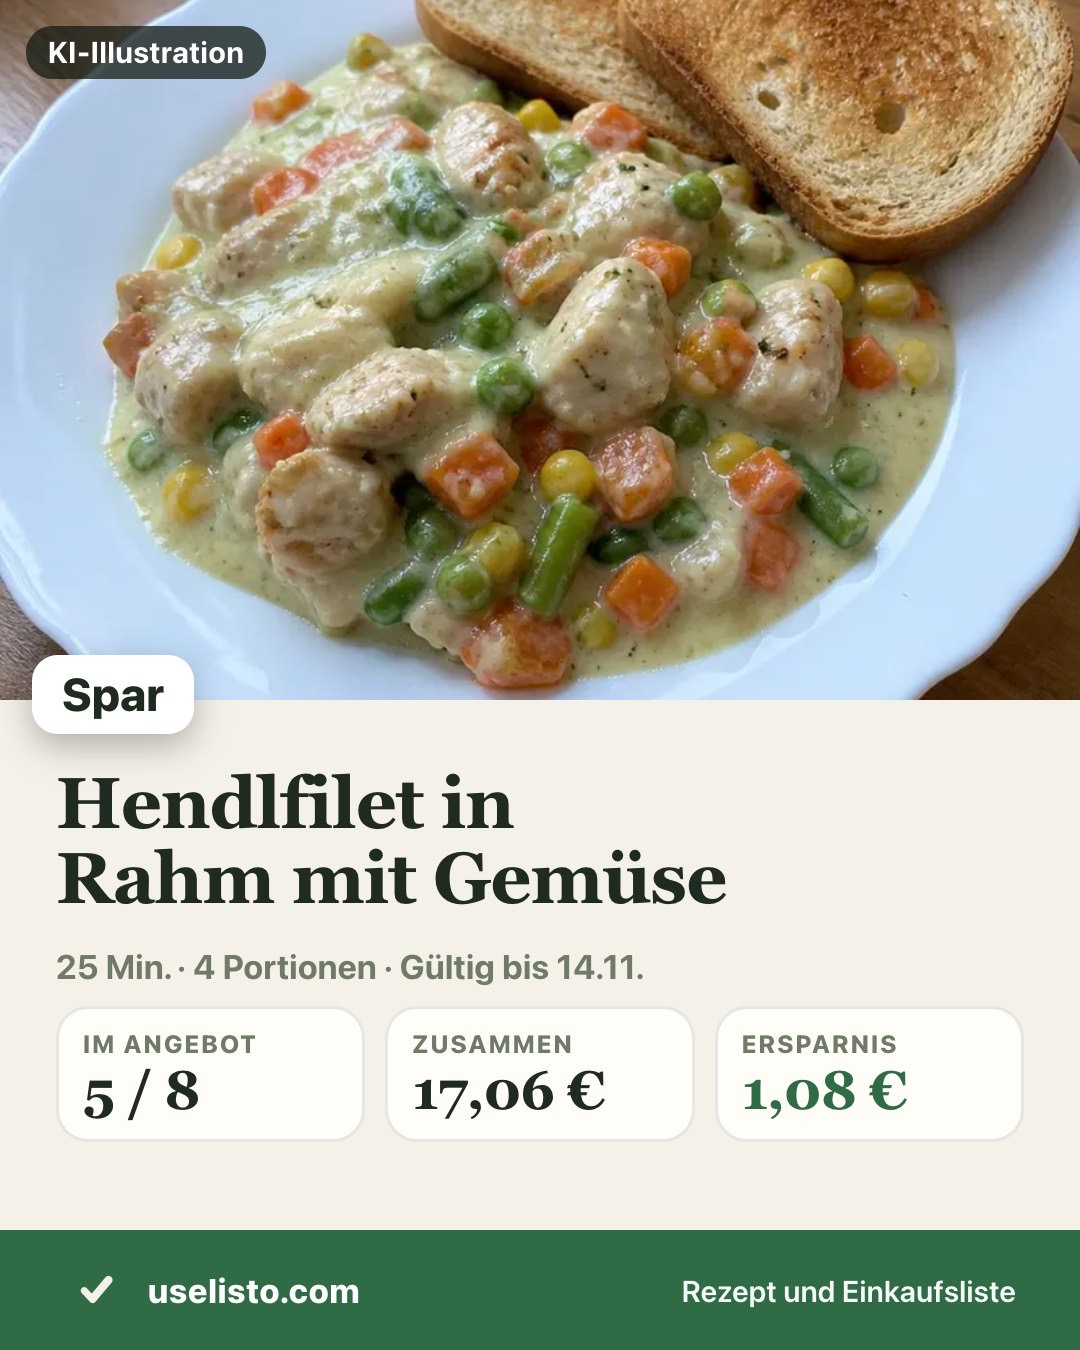 KI-Illustration
Spar
Hendlfilet in
Rahm mit Gemüse
25 Min. · 4 Portionen · Gültig bis 14.11.
IM ANGEBOT
5 / 8
ZUSAMMEN
17,06 €
ERSPARNIS
1,08 €
uselisto.com
Rezept und Einkaufsliste